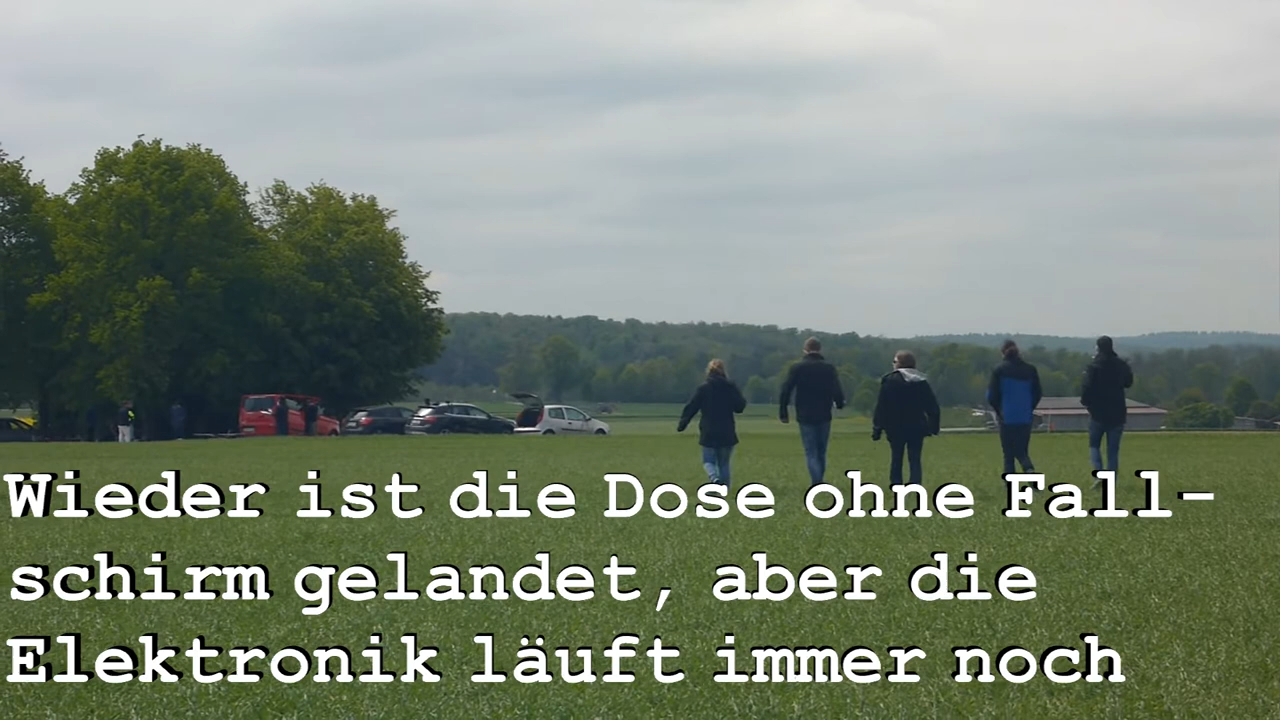 Wieder ist die Dose ohne Fall-
schirm gelandet, aber die
Elektronik läuft immer noch